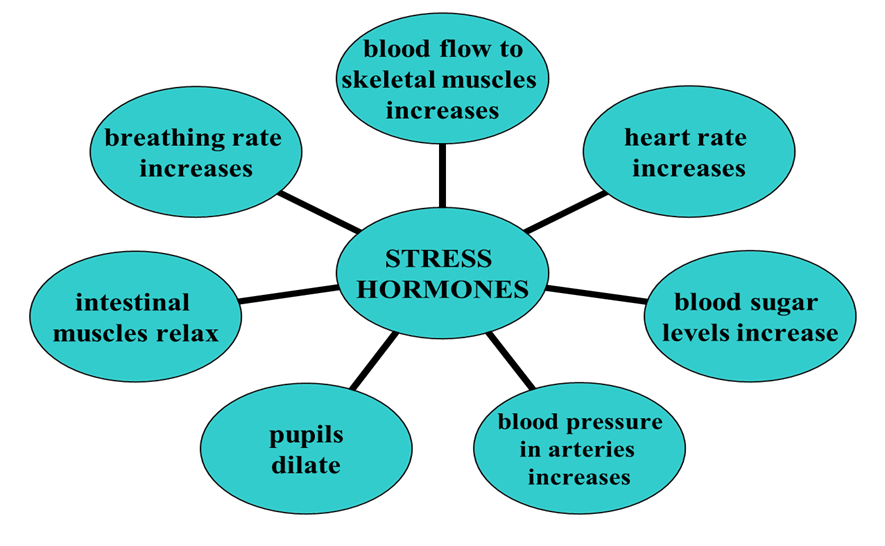 blood flow to
skeletal muscles
increases
breathing rate
increases
heart rate
increases
STRESS
HORMONES
intestinal
muscles relax
blood sugar
levels increase
pupils
dilate
blood pressure
in arteries
increases